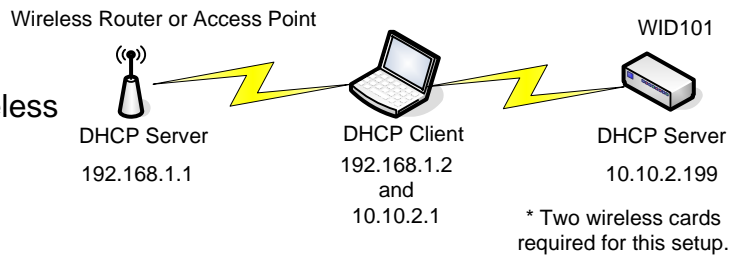 Wireless Router or Access Point
WID101
eless
DHCP Server
DHCP Client
DHCP Server
192.168.1.1
192.168.1.2
and
10.10.2.1
10.10.2.199
* Two wireless cards
required for this setup.